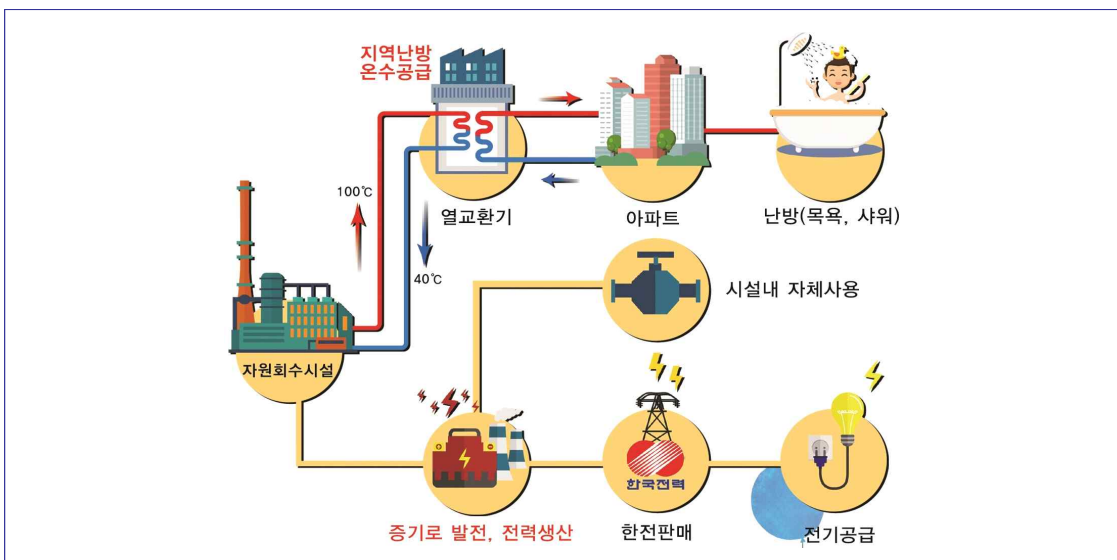 지역난방
온수공급
100℃
40℃
열교환기
아파트
난방(목욕, 샤워)
시설내 자체사용
자원회수시설
한국전력
증기로 발전, 전력생산
한전판매
전기공급